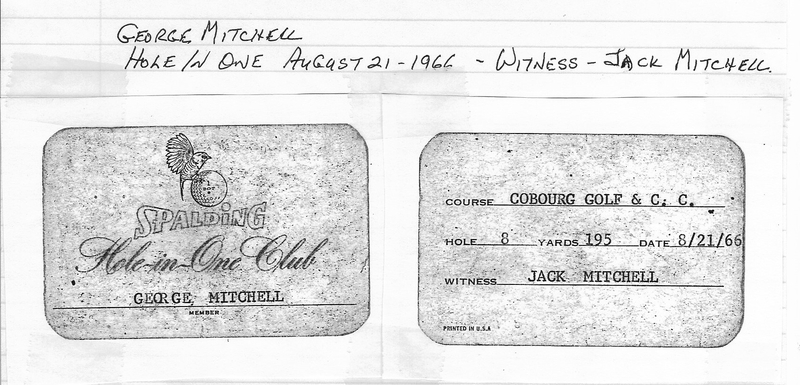 GEORGE MITCHELL
HOLE IN ONE AUGUST 21-1966 - WITNESS - JACK MITCHELL.
SPALDING
Hole-in-One Club
GEORGE MITCHELL
MEMBER
COURSE COBOURG GOLF & C. C.
HOLE 8 YARDS 195 DATE 8/21/66
WITNESS JACK MITCHELL
PRINTED IN U.S.A